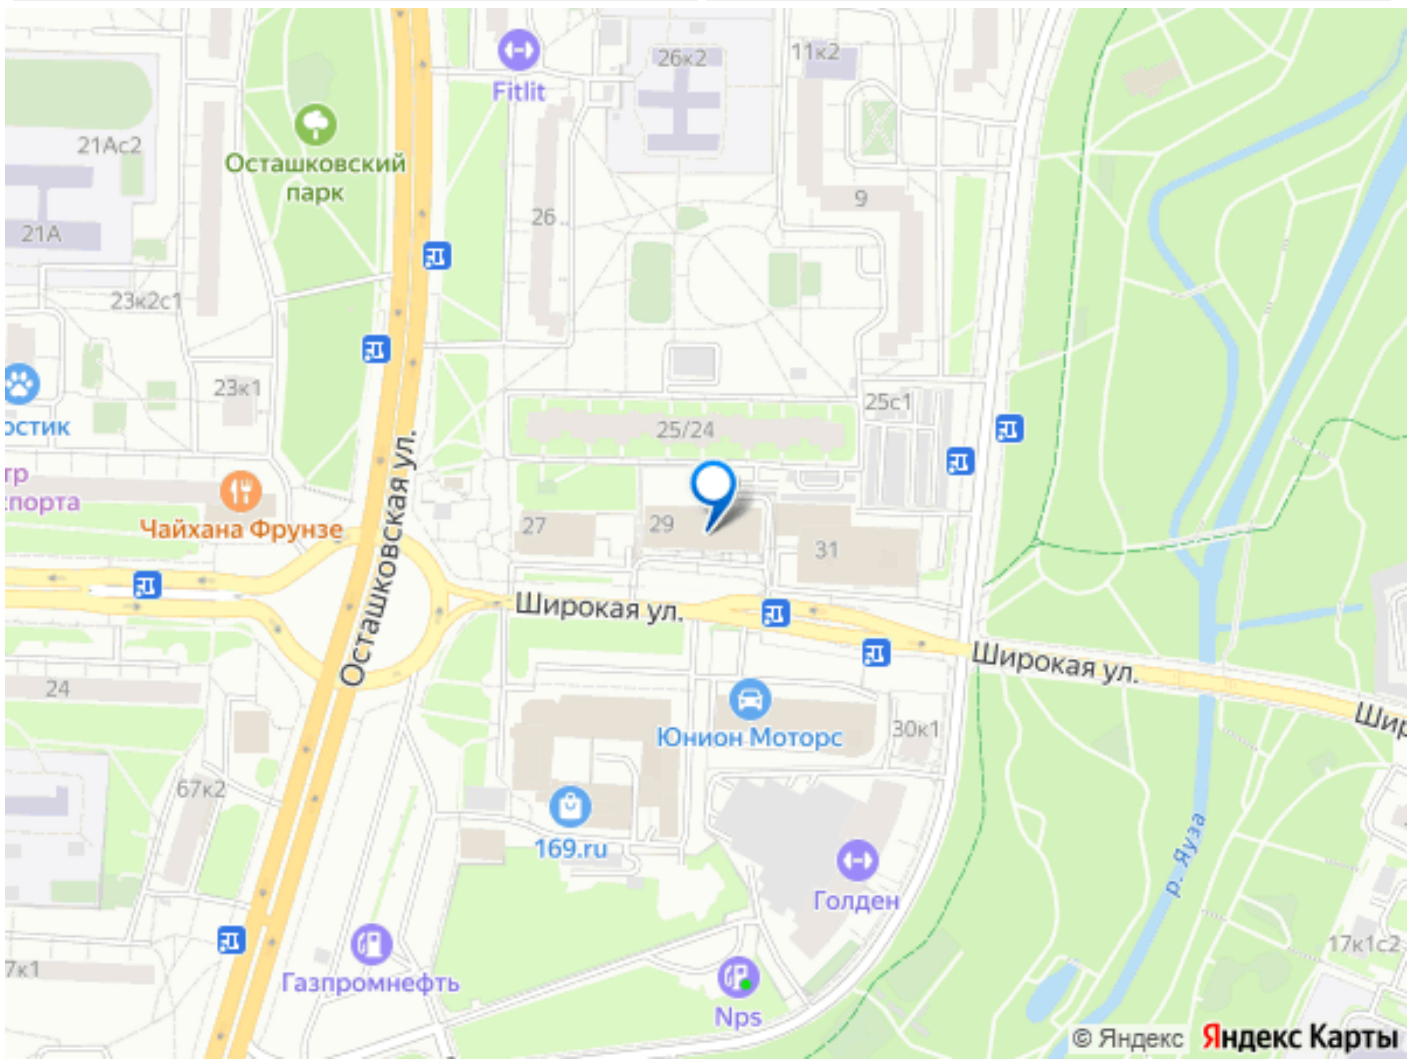 26к2
11к2
Fitlit
21Ас2
Осташковский
парк
9
26 ..
21А
23к2с1
23к1
25с1
остик
25/24
Осташковская ул.
тр
спорта
Чайхана Фрунзе
27
29
31
Широкая ул.
Широкая ул.
24
Шир
30к1
Юнион Моторс
67к2
169.ru
р. Яуза
Голден
17к1с2
7к1
Газпромнефть
Nps
© Яндекс Яндекс Карты